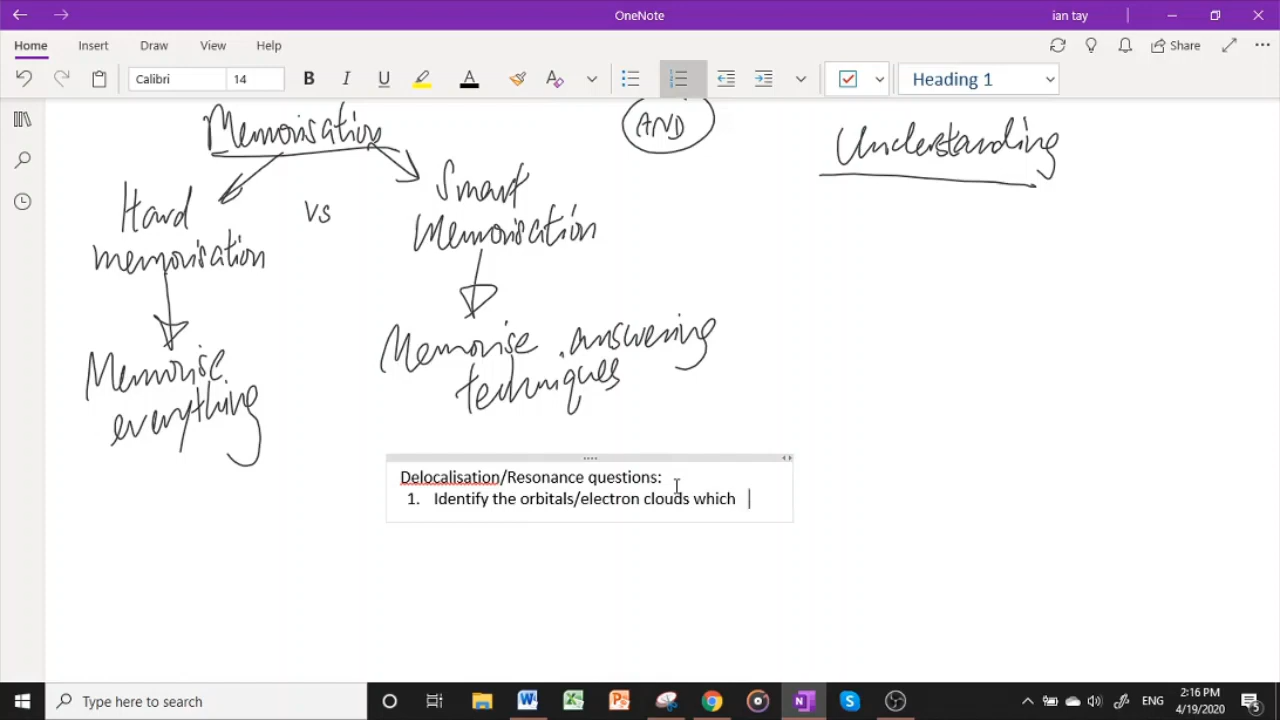 OneNote
ian tay
Home Insert Draw View Help
Share
Calibri 14 B I U A A Heading 1
Memorisation
AND
Understanding
Hard
memorisation
vs
Smart
Memorisation
Memorise
everything
Memorise answering
techniques
Delocalisation/Resonance questions:
1. Identify the orbitals/electron clouds which
Type here to search
ENG
2:16 PM
4/19/2020
5